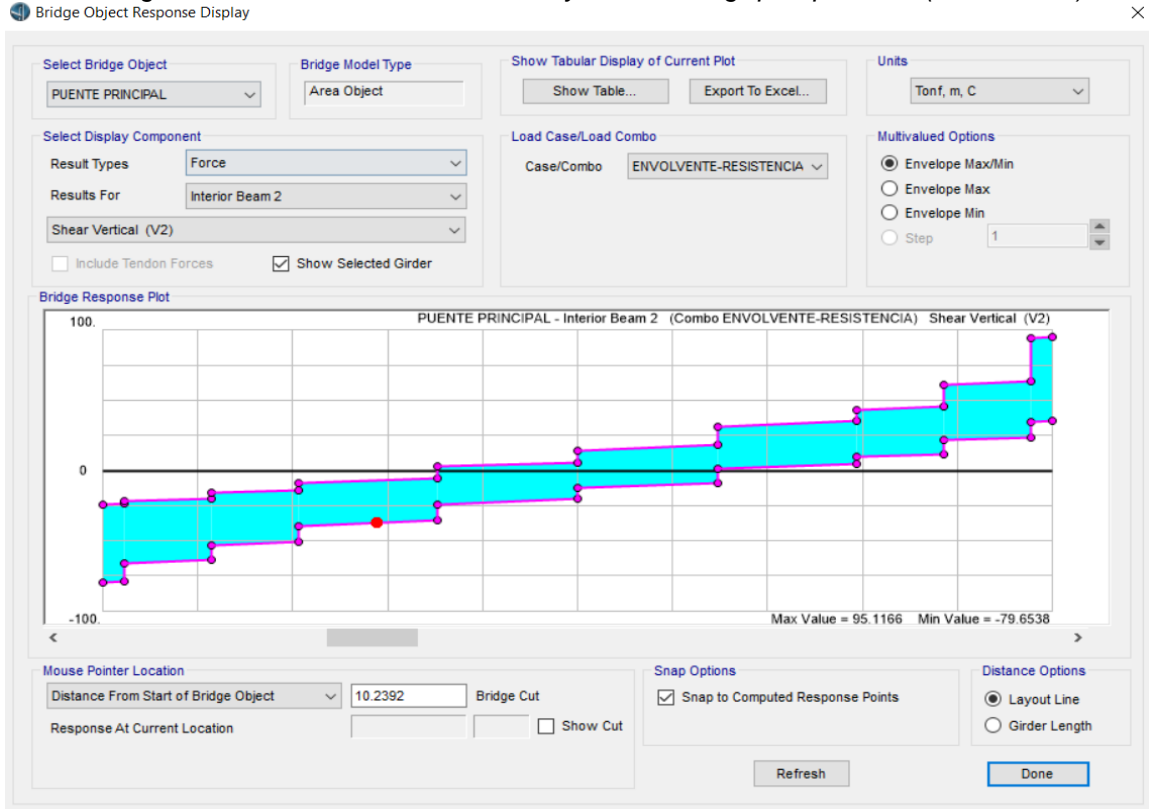 Bridge Object Response Display
Select Bridge Object
PUENTE PRINCIPAL
Bridge Model Type
Area Object
Show Tabular Display of Current Plot
Show Table...
Export To Excel...
Units
Tonf, m, C
Select Display Component
Result Types
Force
Results For
Interior Beam 2
Shear Vertical (V2)
Include Tendon Forces
Show Selected Girder
Load Case/Load Combo
Case/Combo
ENVOLVENTE-RESISTENCIA
Multivalued Options
Envelope Max/Min
Envelope Max
Envelope Min
Step
1
Bridge Response Plot
PUENTE PRINCIPAL - Interior Beam 2 (Combo ENVOLVENTE-RESISTENCIA) Shear Vertical (V2)
100.
0
-100.
Max Value = 95.1166 Min Value = -79.6538
Mouse Pointer Location
Distance From Start of Bridge Object
10.2392
Bridge Cut
Response At Current Location
Show Cut
Snap Options
Snap to Computed Response Points
Distance Options
Layout Line
Girder Length
Refresh
Done